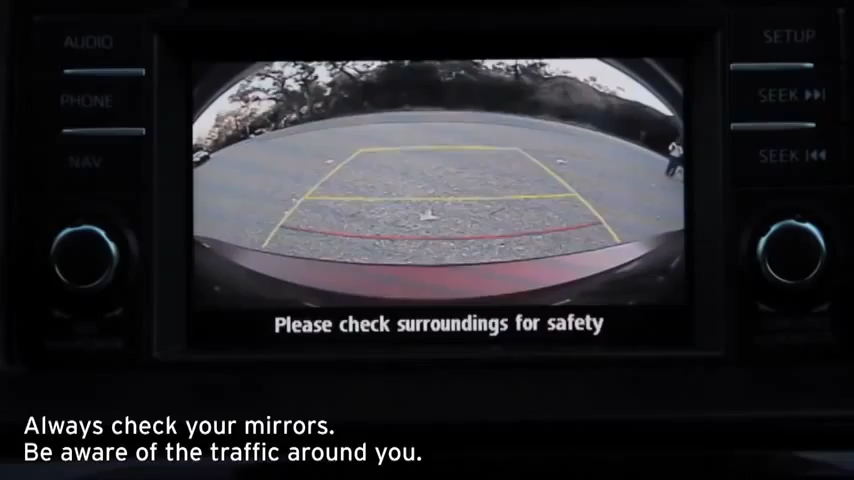 AUDIO
PHONE
NAV
SETUP
SEEK
SEEK
Please check surroundings for safety
Always check your mirrors.
Be aware of the traffic around you.